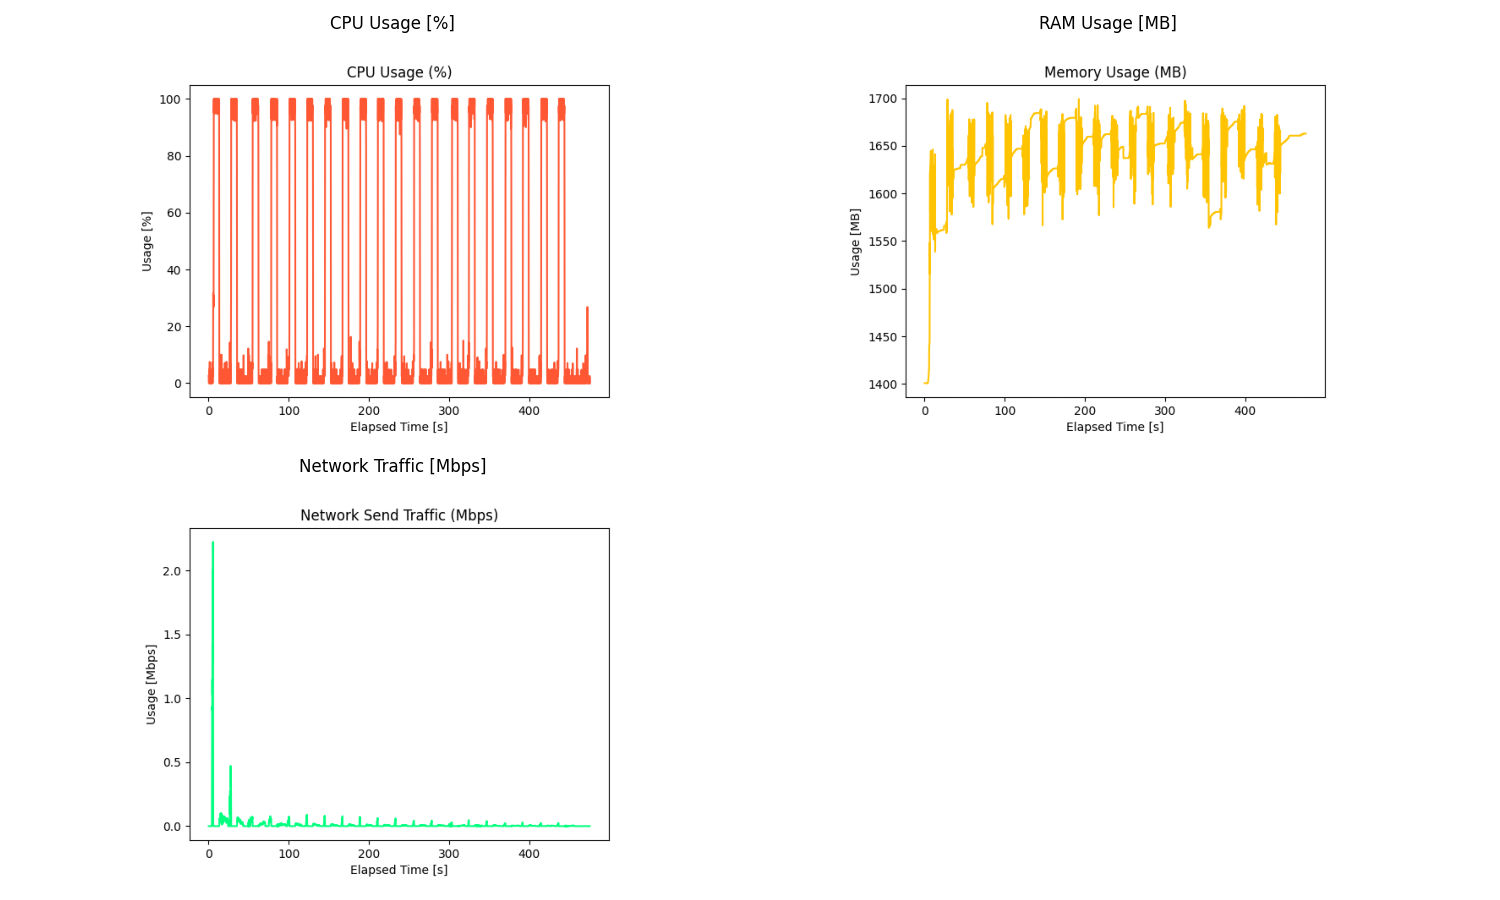 CPU Usage [%]
CPU Usage (%)
100
80
60
40
20
0
Usage [%]
0 100 200 300 400
Elapsed Time [s]
RAM Usage [MB]
Memory Usage (MB)
1700
1650
1600
1550
1500
1450
1400
Usage [MB]
0 100 200 300 400
Elapsed Time [s]
Network Traffic [Mbps]
Network Send Traffic (Mbps)
2.0
1.5
1.0
0.5
0.0
Usage [Mbps]
0 100 200 300 400
Elapsed Time [s]